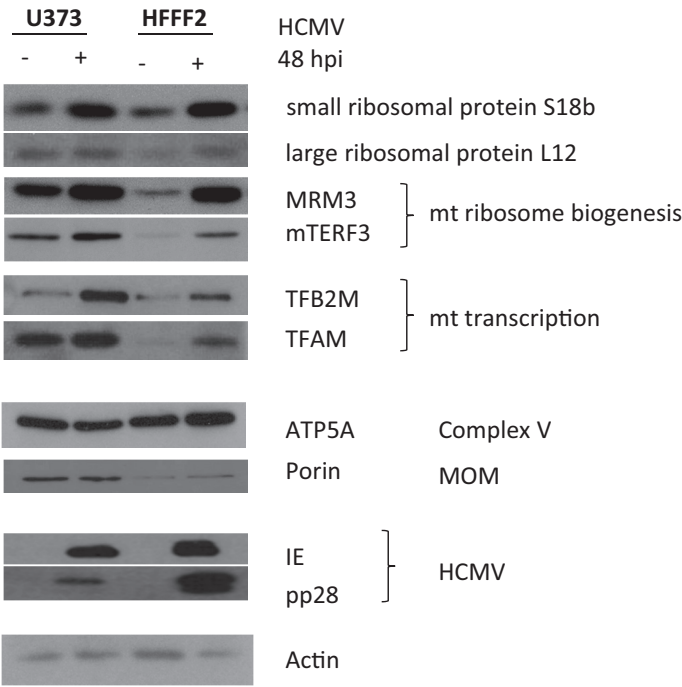 U373 HFFF2 HCMV
- + - + 48 hpi
small ribosomal protein S18b
large ribosomal protein L12
MRM3
mt ribosome biogenesis
mTERF3
TFB2M
mt transcription
TFAM
ATP5A Complex V
Porin MOM
IE
HCMV
pp28
Actin